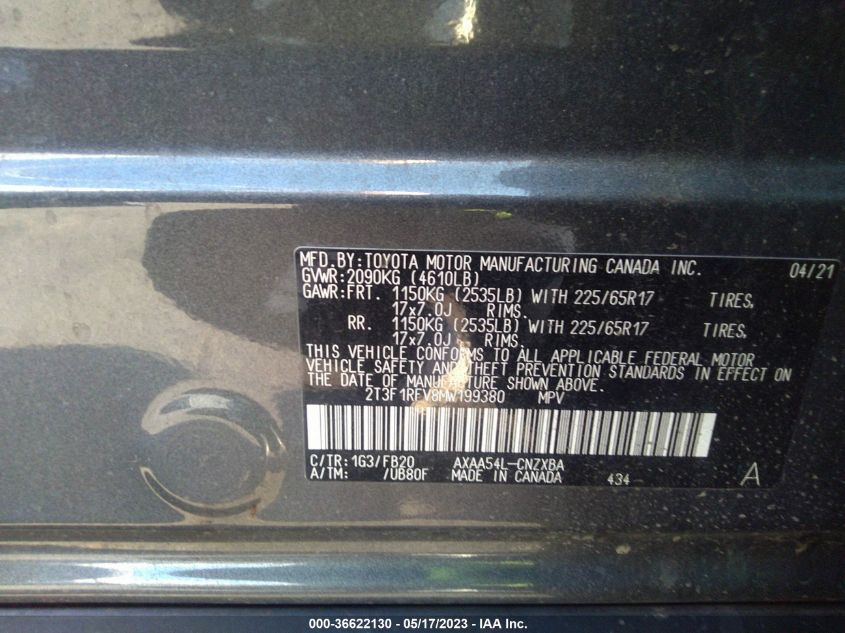 MFD.BY:TOYOTA MOTOR MANUFACTURING CANADA INC. 04/21
GVWR:2090KG (4610LB)
GAWR:FRT. 1150KG (2535LB) WITH 225/65R17 TIRES,
17x7.0J RIMS.
RR. 1150KG (2535LB) WITH 225/65R17 TIRES,
17x7.0J RIMS.
THIS VEHICLE CONFORMS TO ALL APPLICABLE FEDERAL MOTOR
VEHICLE SAFETY AND THEFT PREVENTION STANDARDS IN EFFECT ON
THE DATE OF MANUFACTURE SHOWN ABOVE.
2T3F1RFV8MW199380 MPV
C/TR:1G3/FB20 AXAA54L-CNZXBA
A/TM: /UB80F MADE IN CANADA 434 A
000-36622130 - 05/17/2023 - IAA Inc.